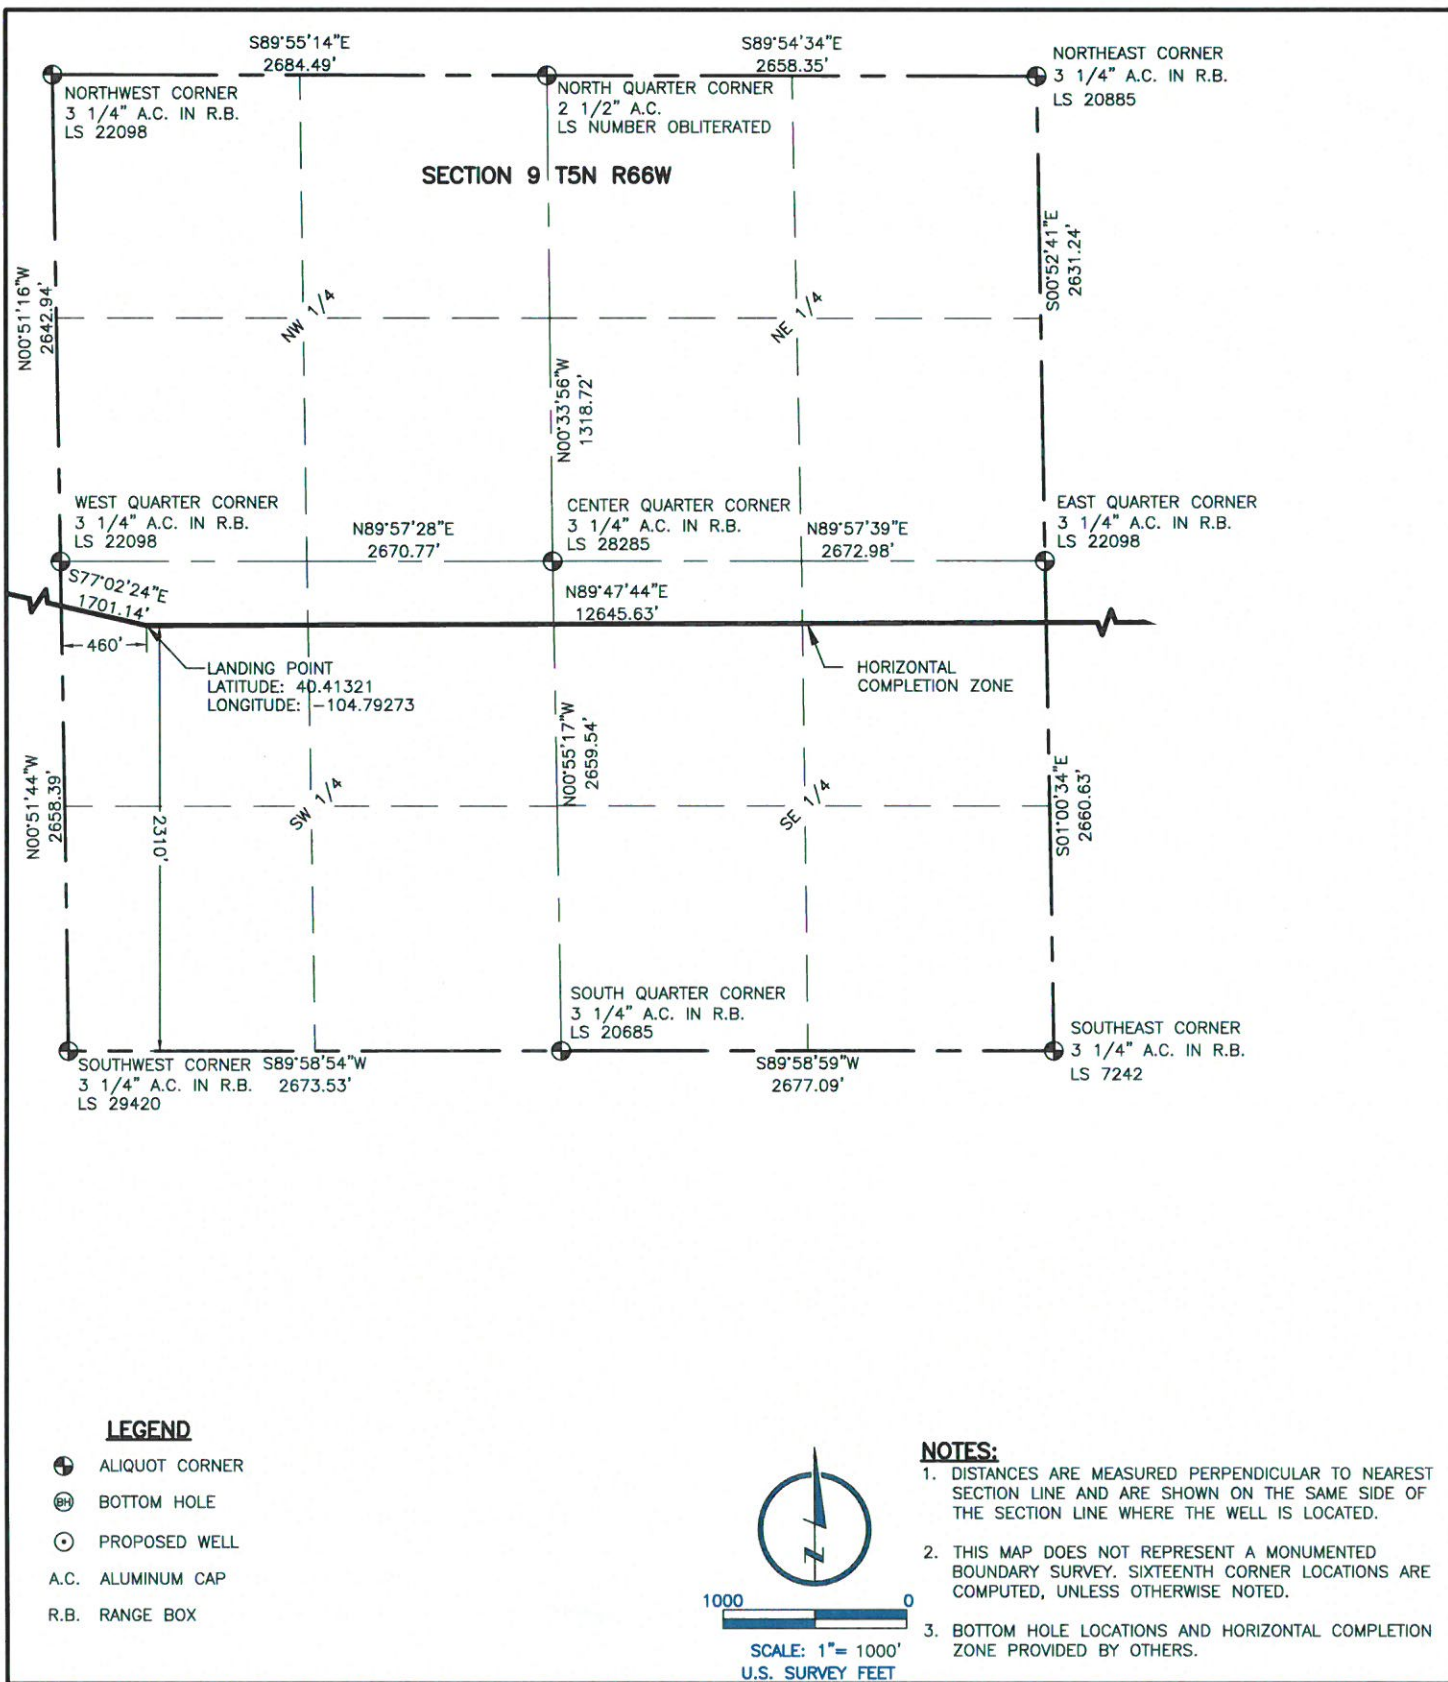 S89°55'14"E
2684.49'
S89°54'34"E
2658.35'
NORTHWEST CORNER
3 1/4" A.C. IN R.B.
LS 22098
NORTH QUARTER CORNER
2 1/2" A.C.
LS NUMBER OBLITERATED
NORTHEAST CORNER
3 1/4" A.C. IN R.B.
LS 20885
SECTION 9 T5N R66W
N00°51'16"W
2642.94'
NW 1/4
N00°33'56"W
1318.72'
NE 1/4
S00°52'41"E
2631.24'
WEST QUARTER CORNER
3 1/4" A.C. IN R.B.
LS 22098
N89°57'28"E
2670.77'
CENTER QUARTER CORNER
3 1/4" A.C. IN R.B.
LS 28285
N89°57'39"E
2672.98'
EAST QUARTER CORNER
3 1/4" A.C. IN R.B.
LS 22098
S77°02'24"E
1701.14'
N89°47'44"E
12645.63'
460'
LANDING POINT
LATITUDE: 40.41321
LONGITUDE: -104.79273
HORIZONTAL
COMPLETION ZONE
N00°51'44"W
2658.39'
2310'
SW 1/4
N00°55'17"W
2659.54'
SE 1/4
S01°00'34"E
2660.63'
SOUTHWEST CORNER
3 1/4" A.C. IN R.B.
LS 29420
S89°58'54"W
2673.53'
SOUTH QUARTER CORNER
3 1/4" A.C. IN R.B.
LS 20685
S89°58'59"W
2677.09'
SOUTHEAST CORNER
3 1/4" A.C. IN R.B.
LS 7242
LEGEND
ALIQUOT CORNER
BH BOTTOM HOLE
PROPOSED WELL
A.C. ALUMINUM CAP
R.B. RANGE BOX
N
1000 0
SCALE: 1"= 1000'
U.S. SURVEY FEET
NOTES:
1. DISTANCES ARE MEASURED PERPENDICULAR TO NEAREST
SECTION LINE AND ARE SHOWN ON THE SAME SIDE OF
THE SECTION LINE WHERE THE WELL IS LOCATED.
2. THIS MAP DOES NOT REPRESENT A MONUMENTED
BOUNDARY SURVEY. SIXTEENTH CORNER LOCATIONS ARE
COMPUTED, UNLESS OTHERWISE NOTED.
3. BOTTOM HOLE LOCATIONS AND HORIZONTAL COMPLETION
ZONE PROVIDED BY OTHERS.